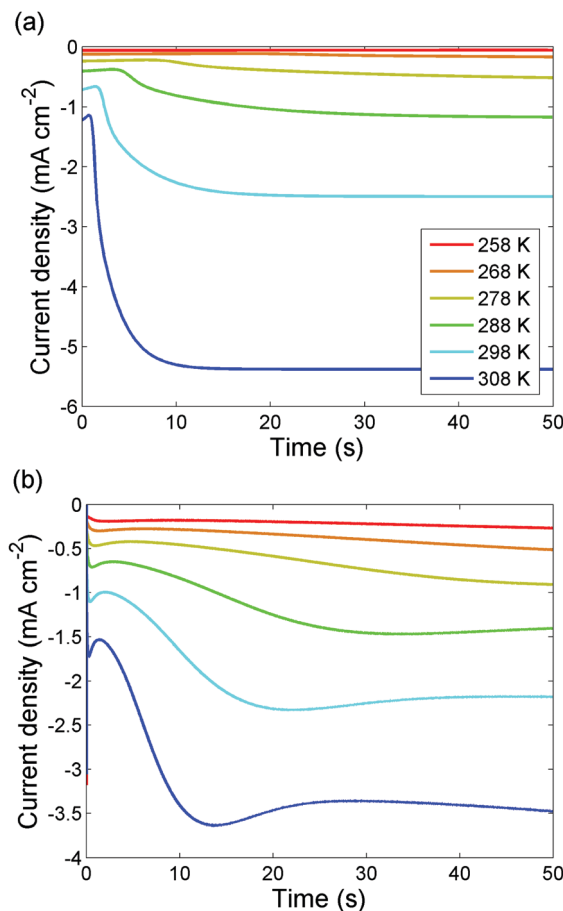 (a)
Current density (mA cm⁻²)
0
-1
-2
-3
-4
-5
-6
258 K
268 K
278 K
288 K
298 K
308 K
0 10 20 30 40 50
Time (s)
(b)
Current density (mA cm⁻²)
0
-0.5
-1
-1.5
-2
-2.5
-3
-3.5
-4
0 10 20 30 40 50
Time (s)